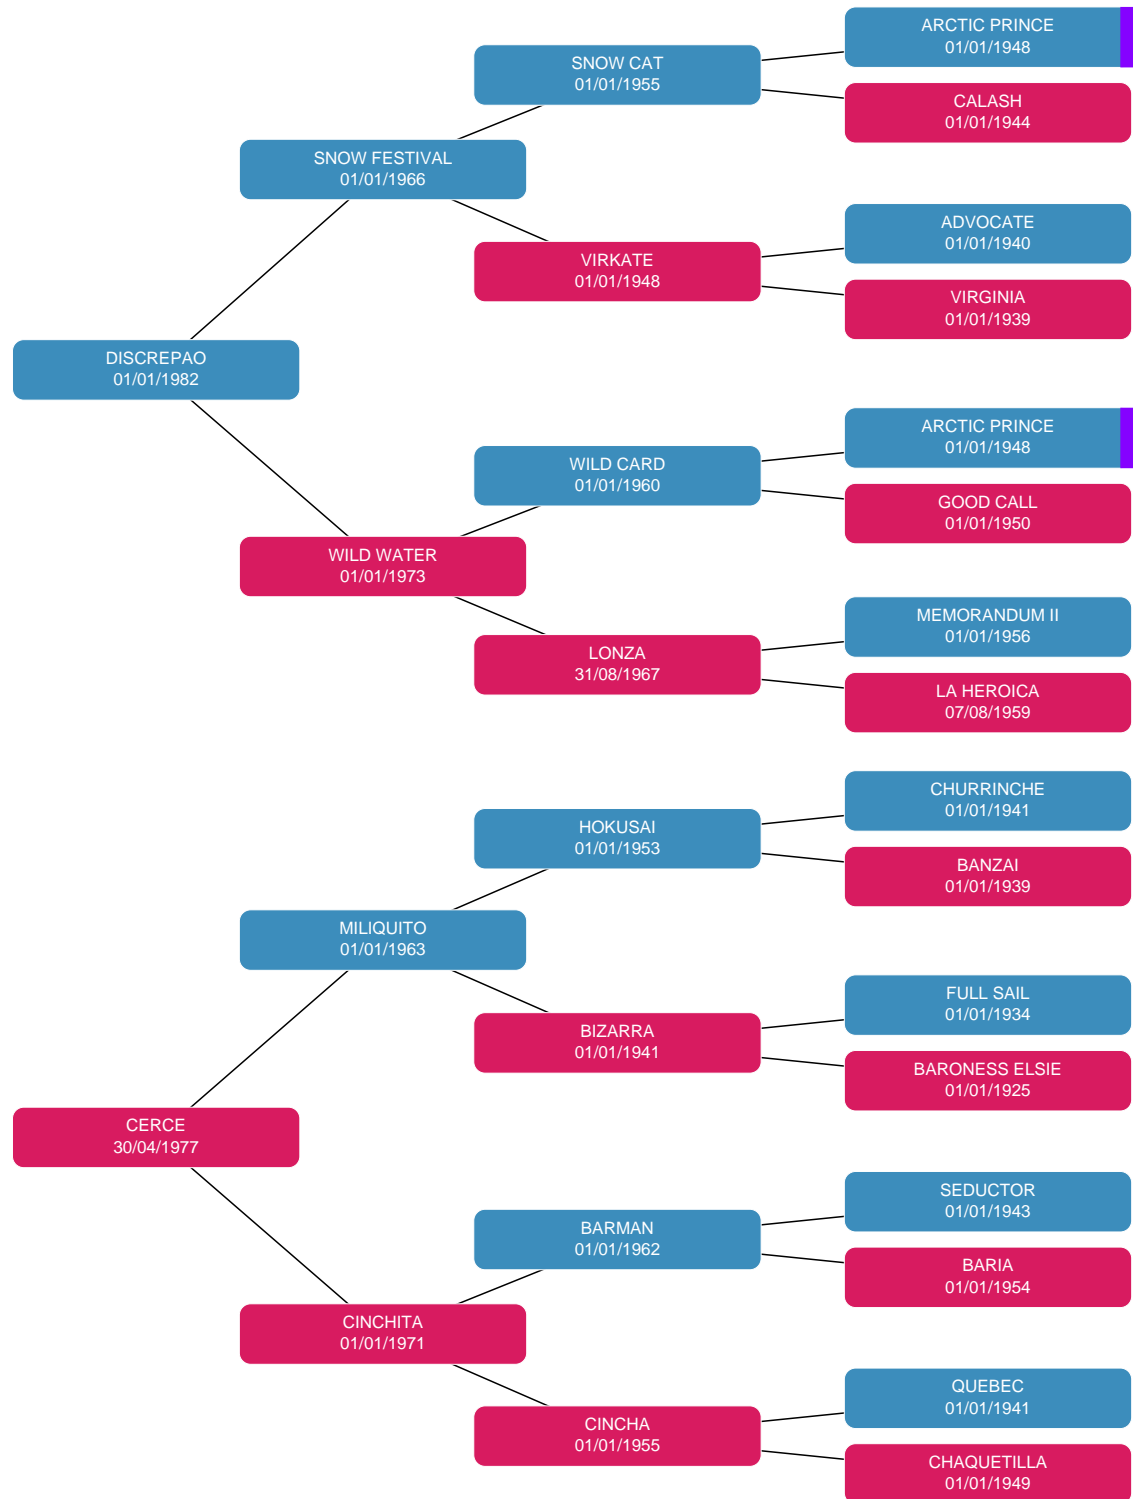 ARCTIC PRINCE
01/01/1948
SNOW CAT
01/01/1955
CALASH
01/01/1944
SNOW FESTIVAL
01/01/1966
ADVOCATE
01/01/1940
VIRKATE
01/01/1948
VIRGINIA
01/01/1939
DISCREPAO
01/01/1982
ARCTIC PRINCE
01/01/1948
WILD CARD
01/01/1960
GOOD CALL
01/01/1950
WILD WATER
01/01/1973
MEMORANDUM II
01/01/1956
LONZA
31/08/1967
LA HEROICA
07/08/1959
CHURRINCHE
01/01/1941
HOKUSAI
01/01/1953
BANZAI
01/01/1939
MILIQUITO
01/01/1963
FULL SAIL
01/01/1934
BIZARRA
01/01/1941
BARONESS ELSIE
01/01/1925
CERCE
30/04/1977
SEDUCTOR
01/01/1943
BARMAN
01/01/1962
BARIA
01/01/1954
CINCHITA
01/01/1971
QUEBEC
01/01/1941
CINCHA
01/01/1955
CHAQUETILLA
01/01/1949